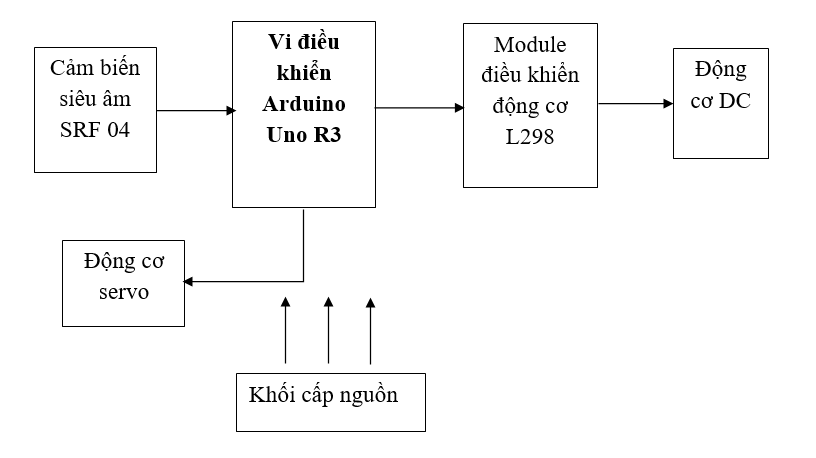 Cảm biến
siêu âm
SRF 04
Vi điều
khiển
Arduino
Uno R3
Module
điều khiển
động cơ
L298
Động
cơ DC
Động cơ
servo
Khối cấp nguồn